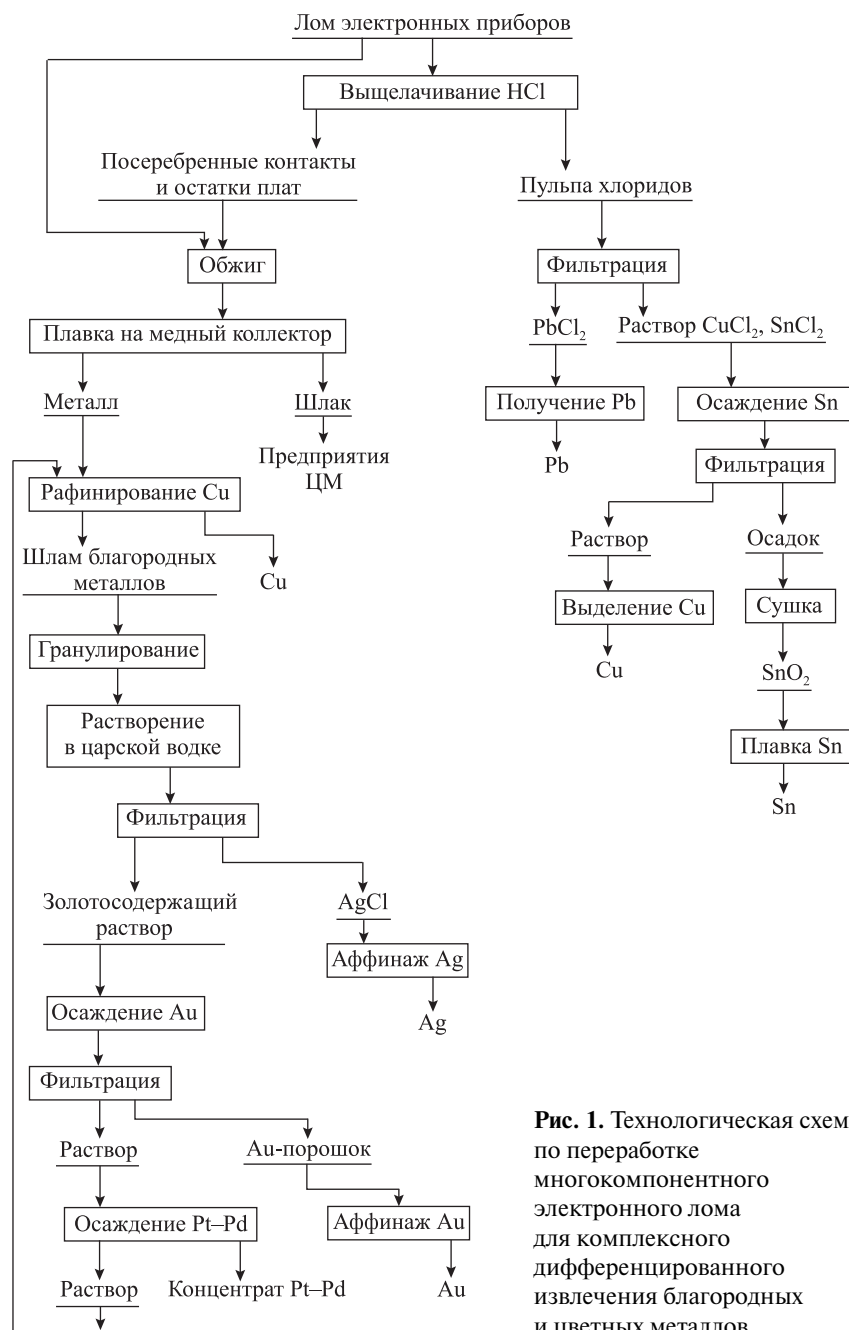 Лом электронных приборов
Выщелачивание HCl
Посеребренные контакты
и остатки плат
Пульпа хлоридов
Обжиг
Фильтрация
Плавка на медный коллектор
PbCl₂
Раствор CuCl₂, SnCl₂
Металл
Шлак
Получение Pb
Осаждение Sn
Предприятия
ЦМ
Pb
Фильтрация
Рафинирование Cu
Шлам благородных
металлов
Cu
Раствор
Осадок
Выделение Cu
Сушка
Гранулирование
Cu
SnO₂
Растворение
в царской водке
Плавка Sn
Sn
Фильтрация
Золотосодержащий
раствор
AgCl
Аффинаж Ag
Осаждение Au
Ag
Фильтрация
Раствор
Au-порошок
Осаждение Pt–Pd
Аффинаж Au
Раствор
Концентрат Pt–Pd
Au
Рис. 1. Технологическая схем
по переработке
многокомпонентного
электронного лома
для комплексного
дифференцированного
извлечения благородных
и цветных металлов